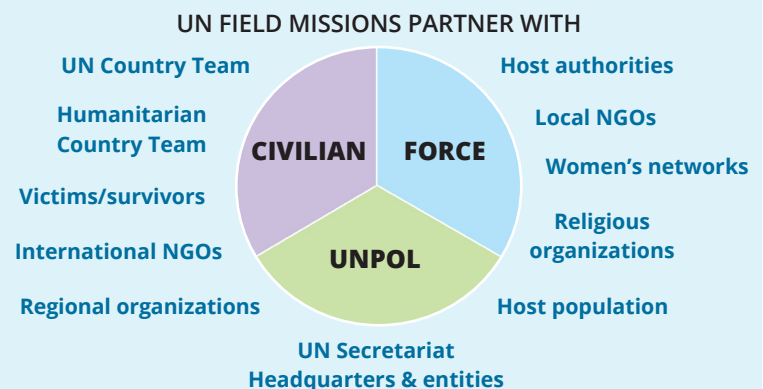 UN FIELD MISSIONS PARTNER WITH
UN Country Team
Humanitarian
Country Team
Victims/survivors
International NGOs
Regional organizations
CIVILIAN
FORCE
UNPOL
Host authorities
Local NGOs
Women's networks
Religious
organizations
Host population
UN Secretariat
Headquarters & entities